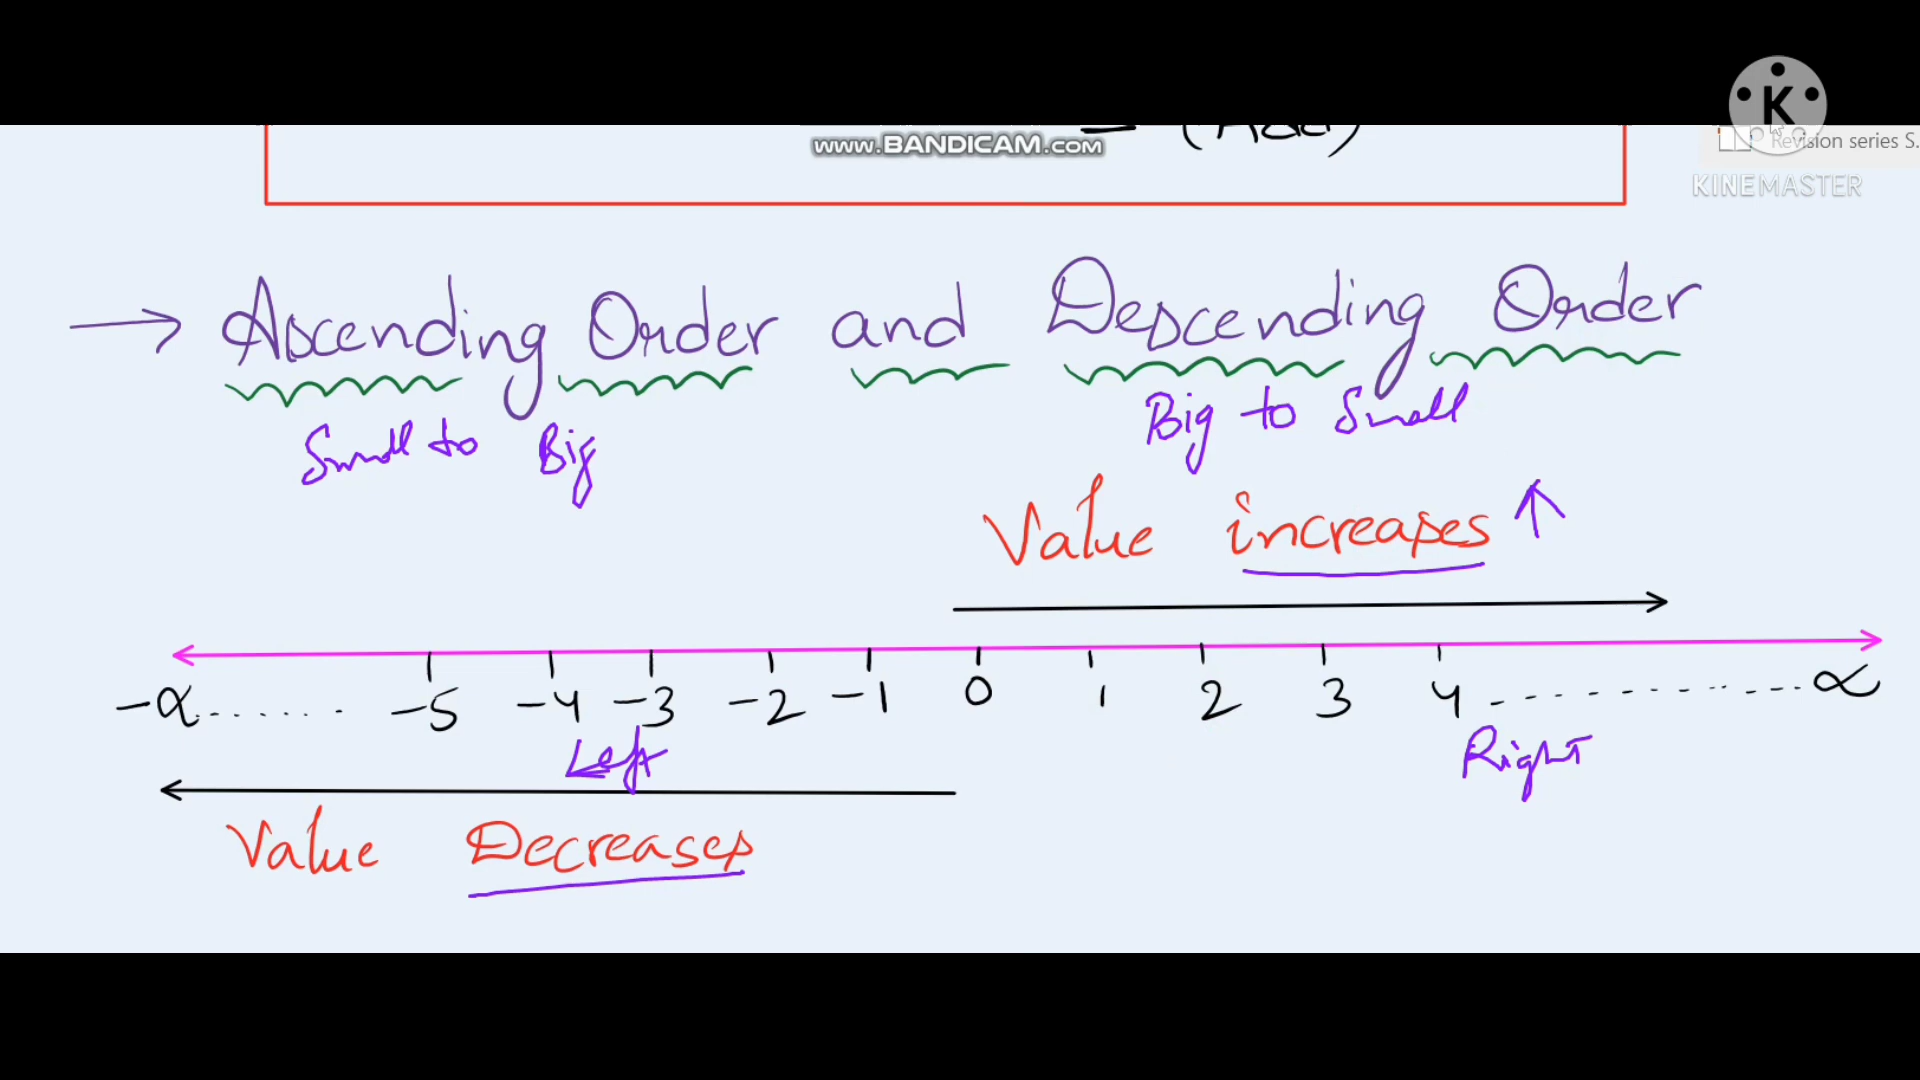 (Add)
www.BANDICAM.com
K
Revision series S.
KINEMASTER
→ Ascending Order and Descending Order
Small to Big
Big to Small
Value increases ↑
-∝....... -5 -4 -3 -2 -1 0 1 2 3 4 ............... ∝
Left
Right
Value Decreases